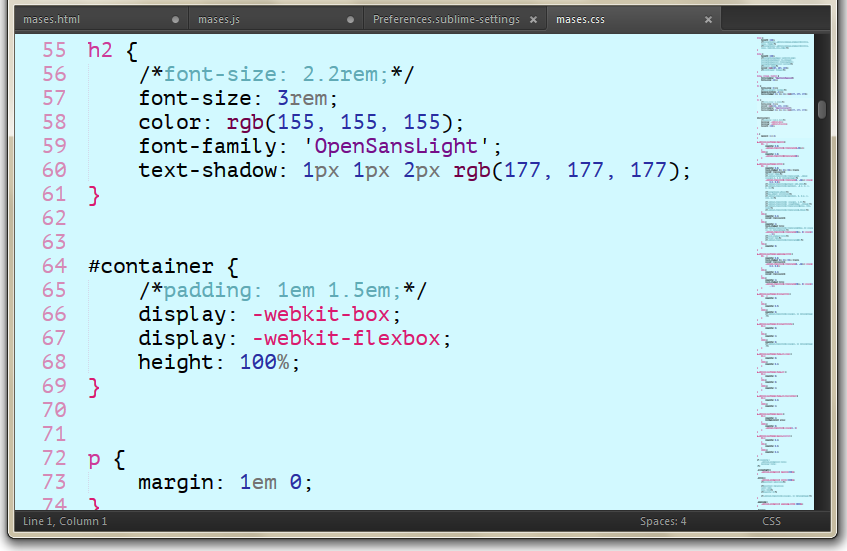 mases.html mases.js Preferences.sublime-settings mases.css
55 h2 {
56     /*font-size: 2.2rem;*/
57     font-size: 3rem;
58     color: rgb(155, 155, 155);
59     font-family: 'OpenSansLight';
60     text-shadow: 1px 1px 2px rgb(177, 177, 177);
61 }
62
63
64 #container {
65     /*padding: 1em 1.5em;*/
66     display: -webkit-box;
67     display: -webkit-flexbox;
68     height: 100%;
69 }
70
71
72 p {
73     margin: 1em 0;
74 }
Line 1, Column 1 Spaces: 4 CSS